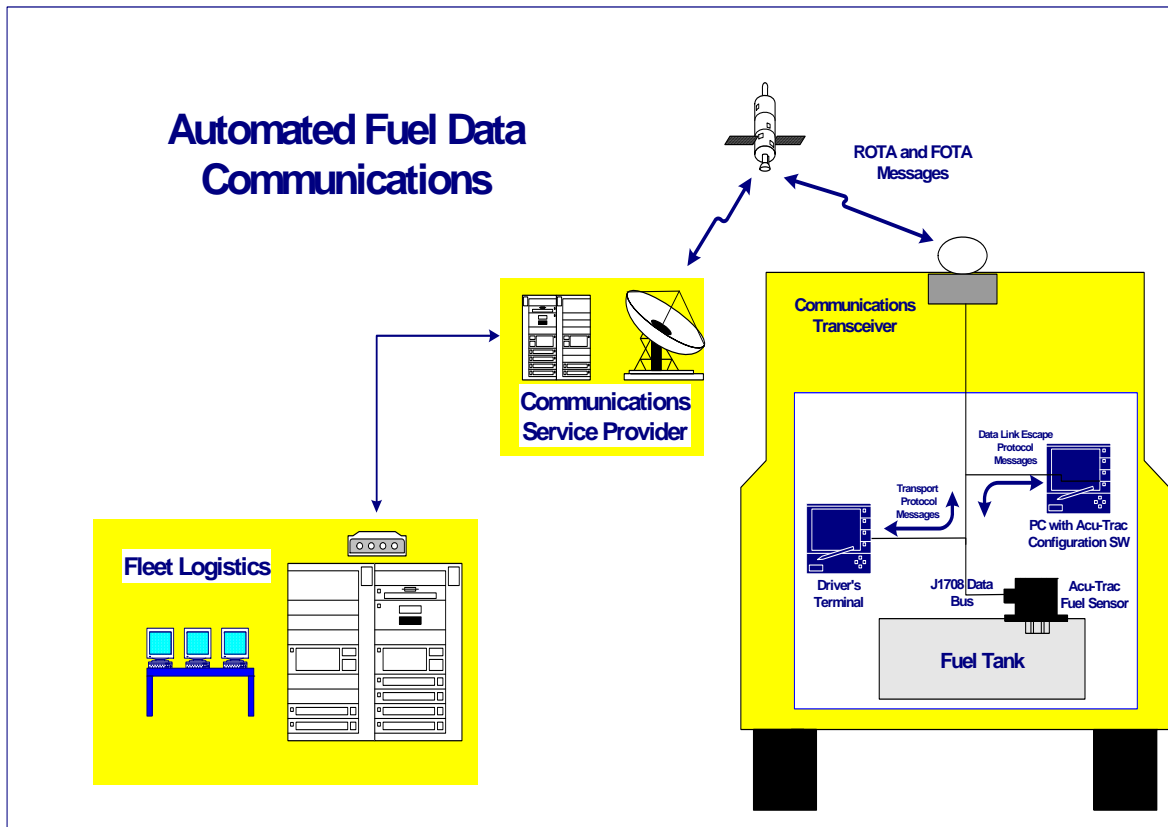 Automated Fuel Data
Communications
ROTA and FOTA
Messages
Communications
Transceiver
Communications
Service Provider
Data Link Escape
Protocol
Messages
Transport
Protocol
Messages
PC with Acu-Trac
Configuration SW
Fleet Logistics
Driver's
Terminal
J1708 Data
Bus
Acu-Trac
Fuel Sensor
Fuel Tank